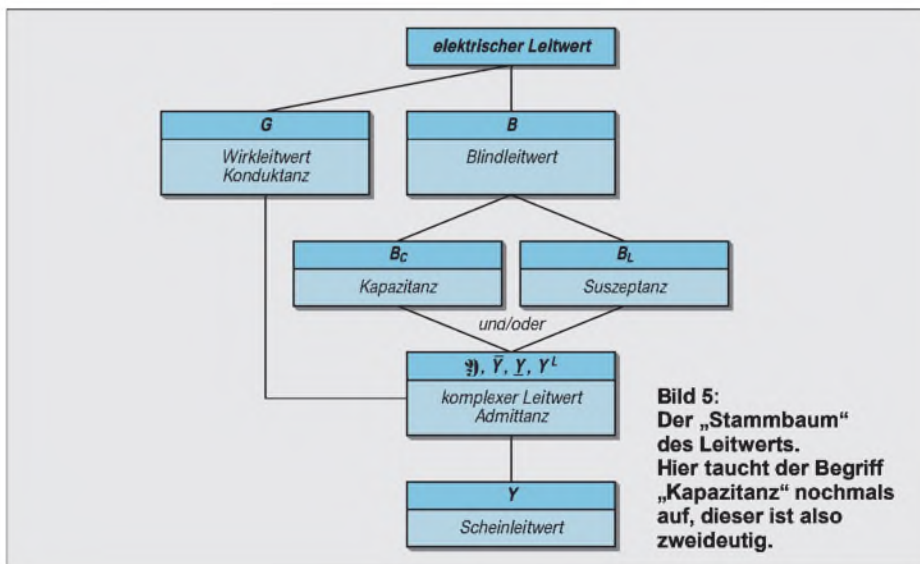 elektrischer Leitwert
G
Wirkleitwert
Konduktanz
B
Blindleitwert
B_C
Kapazitanz
B_L
Suszeptanz
und/oder
𝖄, Y̅, Y̲, Y^L
komplexer Leitwert
Admittanz
Y
Scheinleitwert
Bild 5:
Der „Stammbaum“
des Leitwerts.
Hier taucht der Begriff
„Kapazitanz“ nochmals
auf, dieser ist also
zweideutig.